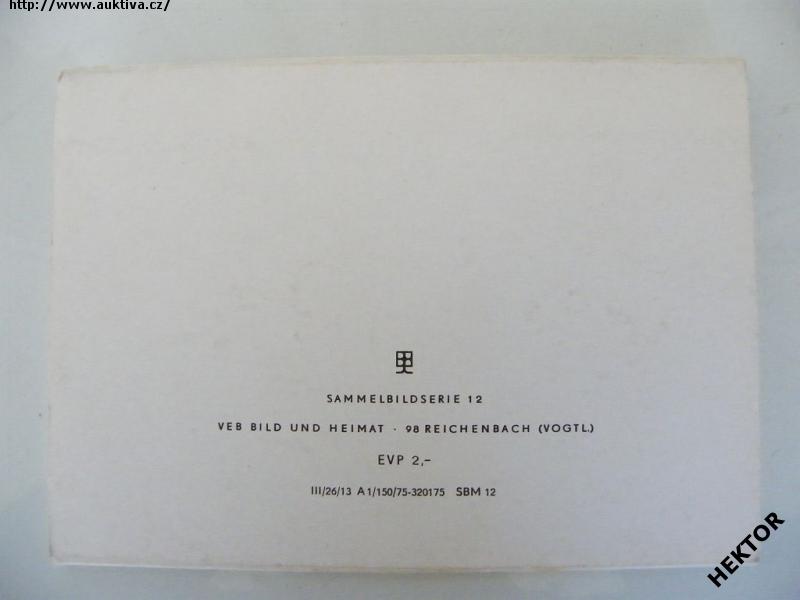 http://www.auktiva.cz/
SAMMELBILDSERIE 12
VEB BILD UND HEIMAT · 98 REICHENBACH (VOGTL.)
EVP 2,-
III/26/13 A1/150/75-320175 SBM 12
HEKTOR